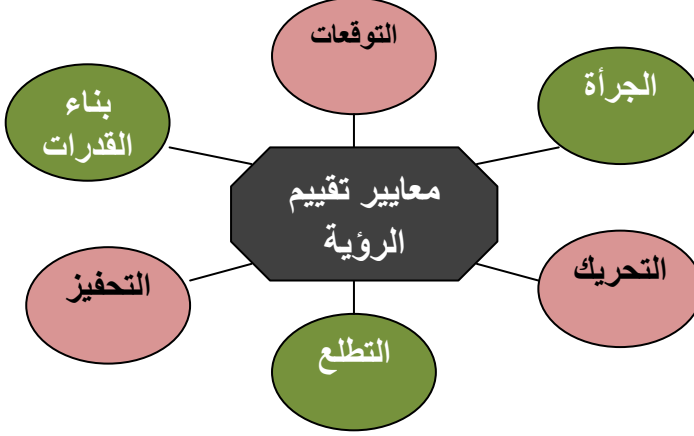 التوقعات
الجرأة
بناء
القدرات
معايير تقييم
الرؤية
التحريك
التحفيز
التطلع